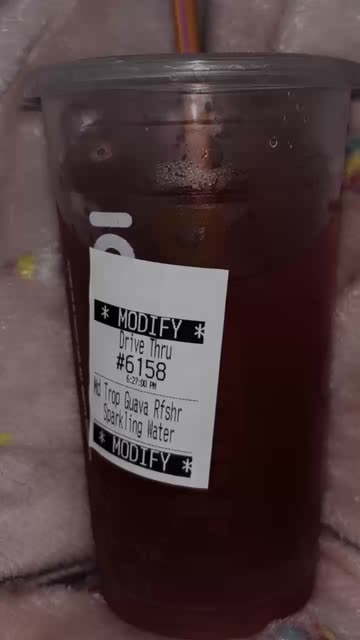 * MODIFY *
Drive Thru
#6158
6:27:00 PM
Md Trop Guava Rfshr
Sparkling Water
* MODIFY *